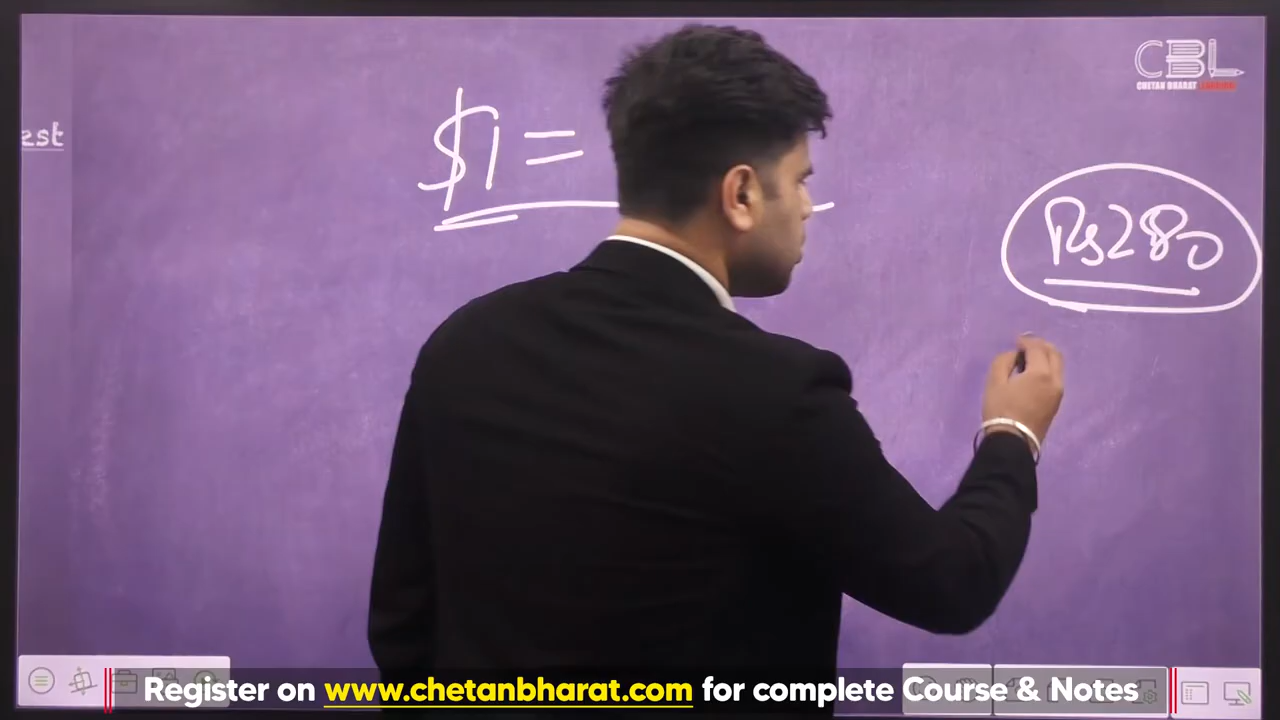 CBL
CHETAN BHARAT LEARNING
est
$1 =
Rs280
Register on www.chetanbharat.com for complete Course & Notes